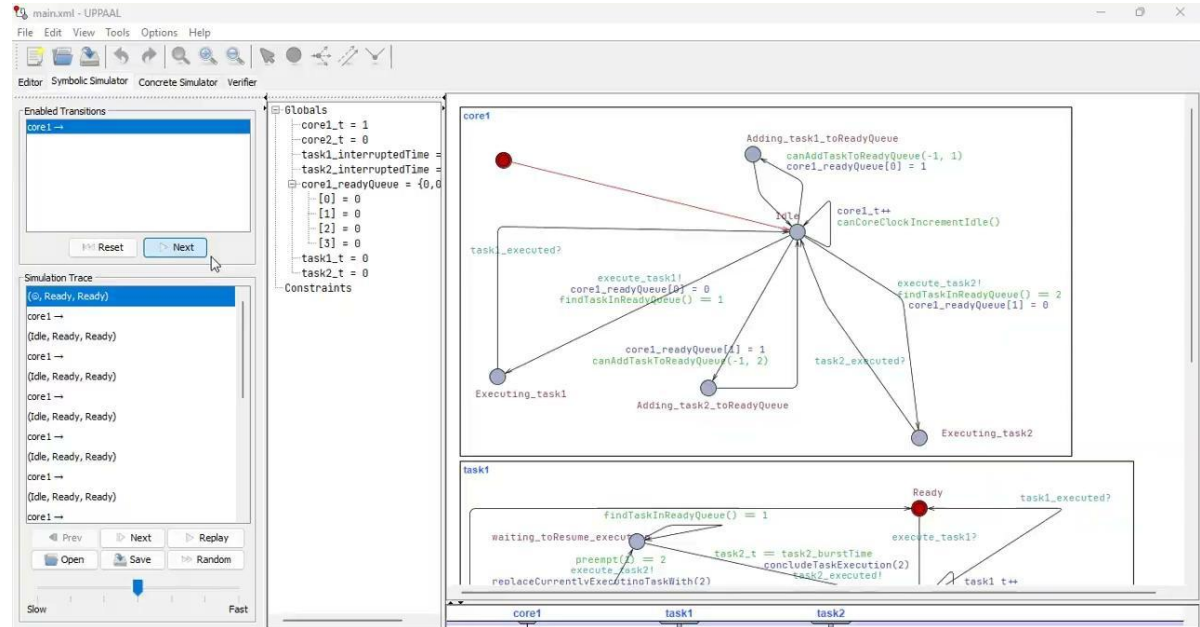 main.xml - UPPAAL
File Edit View Tools Options Help
Editor Symbolic Simulator Concrete Simulator Verifier
Enabled Transitions
core1 →
Reset Next
Simulation Trace
(◎, Ready, Ready)
core1 →
(Idle, Ready, Ready)
core1 →
(Idle, Ready, Ready)
core1 →
(Idle, Ready, Ready)
core1 →
(Idle, Ready, Ready)
core1 →
(Idle, Ready, Ready)
core1 →
Prev Next Replay
Open Save Random
Slow Fast
Globals
core1_t = 1
core2_t = 0
task1_interruptedTime =
task2_interruptedTime =
core1_readyQueue = {0,0
[0] = 0
[1] = 0
[2] = 0
[3] = 0
task1_t = 0
task2_t = 0
Constraints
core1
Adding_task1_toReadyQueue
canAddTaskToReadyQueue(-1, 1)
core1_readyQueue[0] = 1
Idle
core1_t++
canCoreClockIncrementIdle()
task1_executed?
execute_task1!
core1_readyQueue[0] = 0
findTaskInReadyQueue() == 1
execute_task2!
findTaskInReadyQueue() == 2
core1_readyQueue[1] = 0
core1_readyQueue[1] = 1
canAddTaskToReadyQueue(-1, 2)
task2_executed?
Executing_task1
Adding_task2_toReadyQueue
Executing_task2
task1
Ready
task1_executed?
findTaskInReadyQueue() == 1
waiting_toResume_execution
execute_task1?
preempt(1) == 2
execute_task2!
replaceCurrentlyExecutingTaskWith(2)
task2_t == task2_burstTime
concludeTaskExecution(2)
task2_executed!
task1_t++
core1 task1 task2